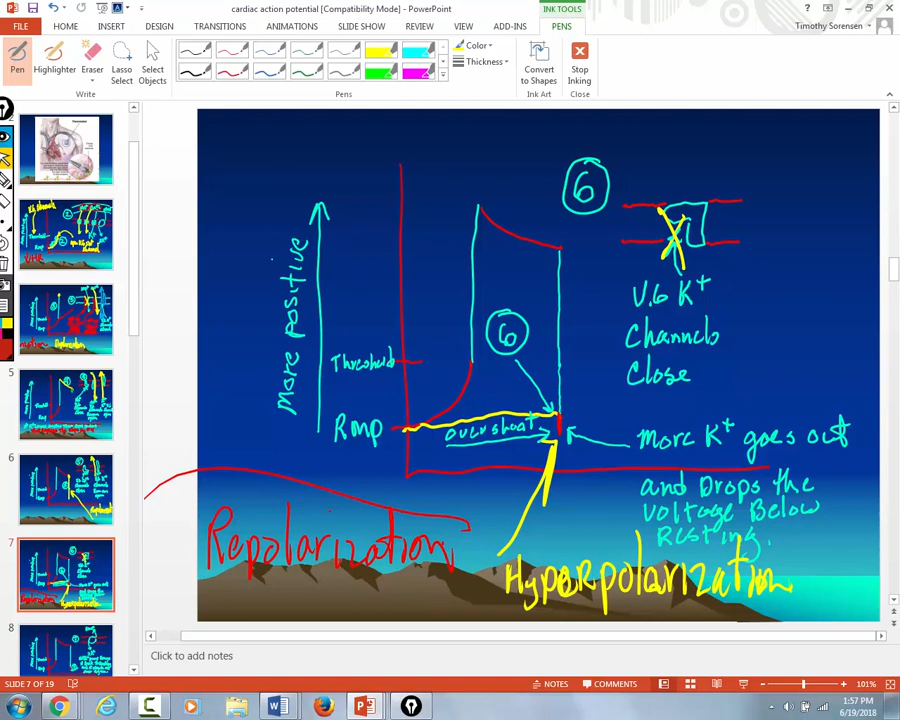 cardiac action potential [Compatibility Mode] - PowerPoint
INK TOOLS
FILE HOME INSERT DESIGN TRANSITIONS ANIMATIONS SLIDE SHOW REVIEW VIEW ADD-INS PENS
Timothy Sorensen
Pen Highlighter Eraser Lasso Select Select Objects
Color
Thickness
Convert to Shapes
Stop Inking
Write Pens Ink Art Close
6
More positive
V.G K+
Channels
Close
6
Threshold
Rmp
overshoot
More K+ goes out
and Drops the
voltage Below
Resting.
Repolarization
HypeRpolarization
5
6
7
8
Click to add notes
SLIDE 7 OF 19
NOTES
COMMENTS
101%
1:57 PM
6/19/2018